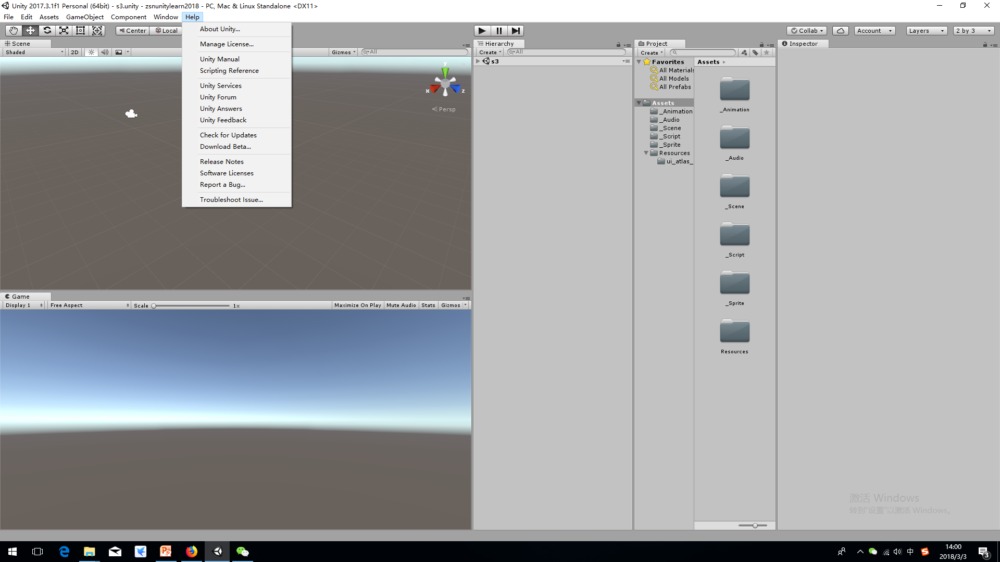 Unity 2017.3.1f1 Personal (64bit) - s3.unity - zsnunitylearn2018 - PC, Mac & Linux Standalone <DX11>
File Edit Assets GameObject Component Window Help
Center Local
Collab Account Layers 2 by 3
About Unity...
Manage License...
Unity Manual
Scripting Reference
Unity Services
Unity Forum
Unity Answers
Unity Feedback
Check for Updates
Download Beta...
Release Notes
Software Licenses
Report a Bug...
Troubleshoot Issue...
Scene
Shaded 2D Gizmos All
y
x z
Persp
Game
Display 1 Free Aspect Scale 1x Maximize On Play Mute Audio Stats Gizmos
Hierarchy
Create All
s3
Project
Create
Favorites
All Materials
All Models
All Prefabs
Assets
_Animation
_Audio
_Scene
_Script
_Sprite
Resources
ui_atlas_
Assets
_Animation
_Audio
_Scene
_Script
_Sprite
Resources
Inspector
激活 Windows
转到"设置"以激活 Windows。
中
14:00
2018/3/3
3